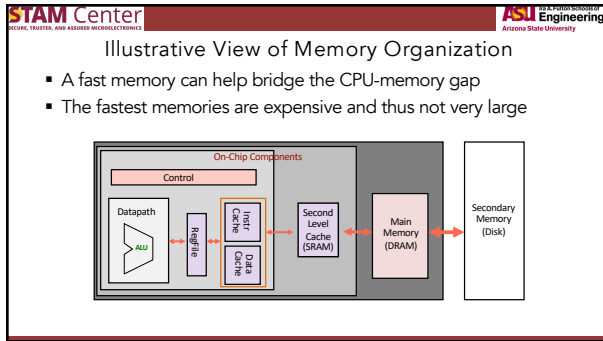 STAM Center
SECURE, TRUSTED, AND ASSURED MICROELECTRONICS
ASU Ira A. Fulton Schools of
Engineering
Arizona State University
Illustrative View of Memory Organization
▪ A fast memory can help bridge the CPU-memory gap
▪ The fastest memories are expensive and thus not very large
On-Chip Components
Control
Datapath
ALU
RegFile
Instr
Cache
Data
Cache
Second
Level
Cache
(SRAM)
Main
Memory
(DRAM)
Secondary
Memory
(Disk)